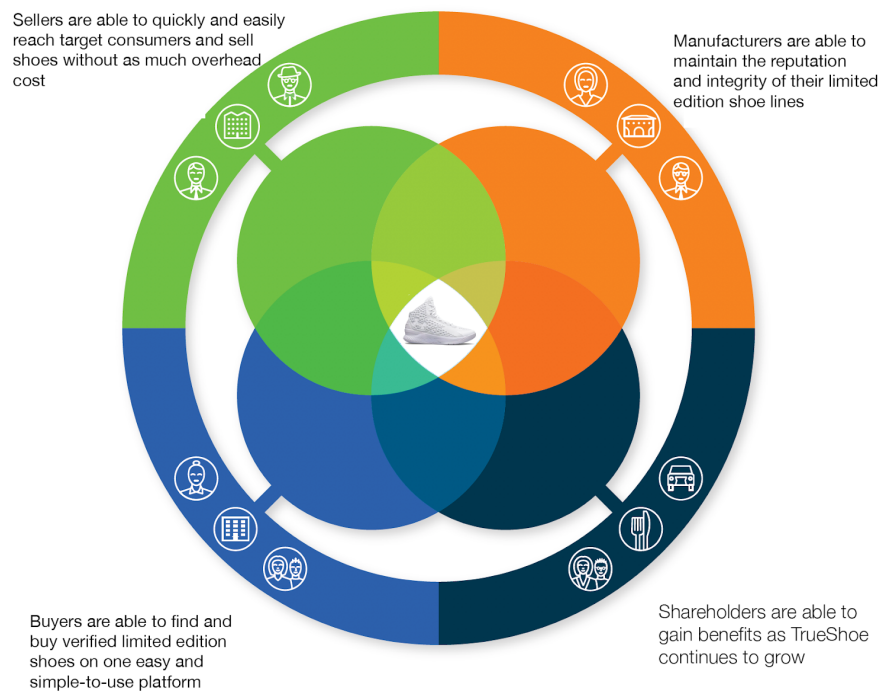 Sellers are able to quickly and easily
reach target consumers and sell
shoes without as much overhead
cost
Manufacturers are able to
maintain the reputation
and integrity of their limited
edition shoe lines
Buyers are able to find and
buy verified limited edition
shoes on one easy and
simple-to-use platform
Shareholders are able to
gain benefits as TrueShoe
continues to grow